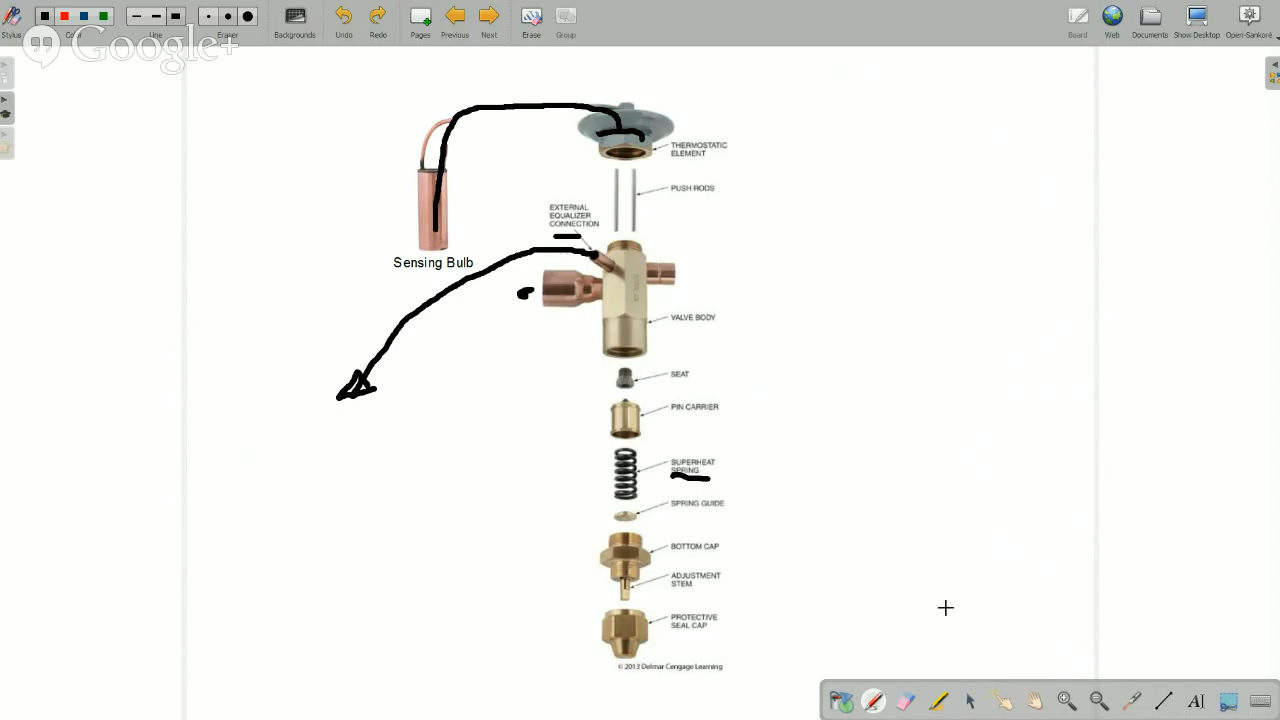 Stylus
Color
Line
Eraser
Backgrounds
Undo
Redo
Pages
Previous
Next
Erase
Group
Board
Web
Documents
Show Desktop
Open-Sankoré
Google+
THERMOSTATIC
ELEMENT
PUSH RODS
EXTERNAL
EQUALIZER
CONNECTION
Sensing Bulb
VALVE BODY
SEAT
PIN CARRIER
SUPERHEAT
SPRING
SPRING GUIDE
BOTTOM CAP
ADJUSTMENT
STEM
PROTECTIVE
SEAL CAP
© 2013 Delmar Cengage Learning